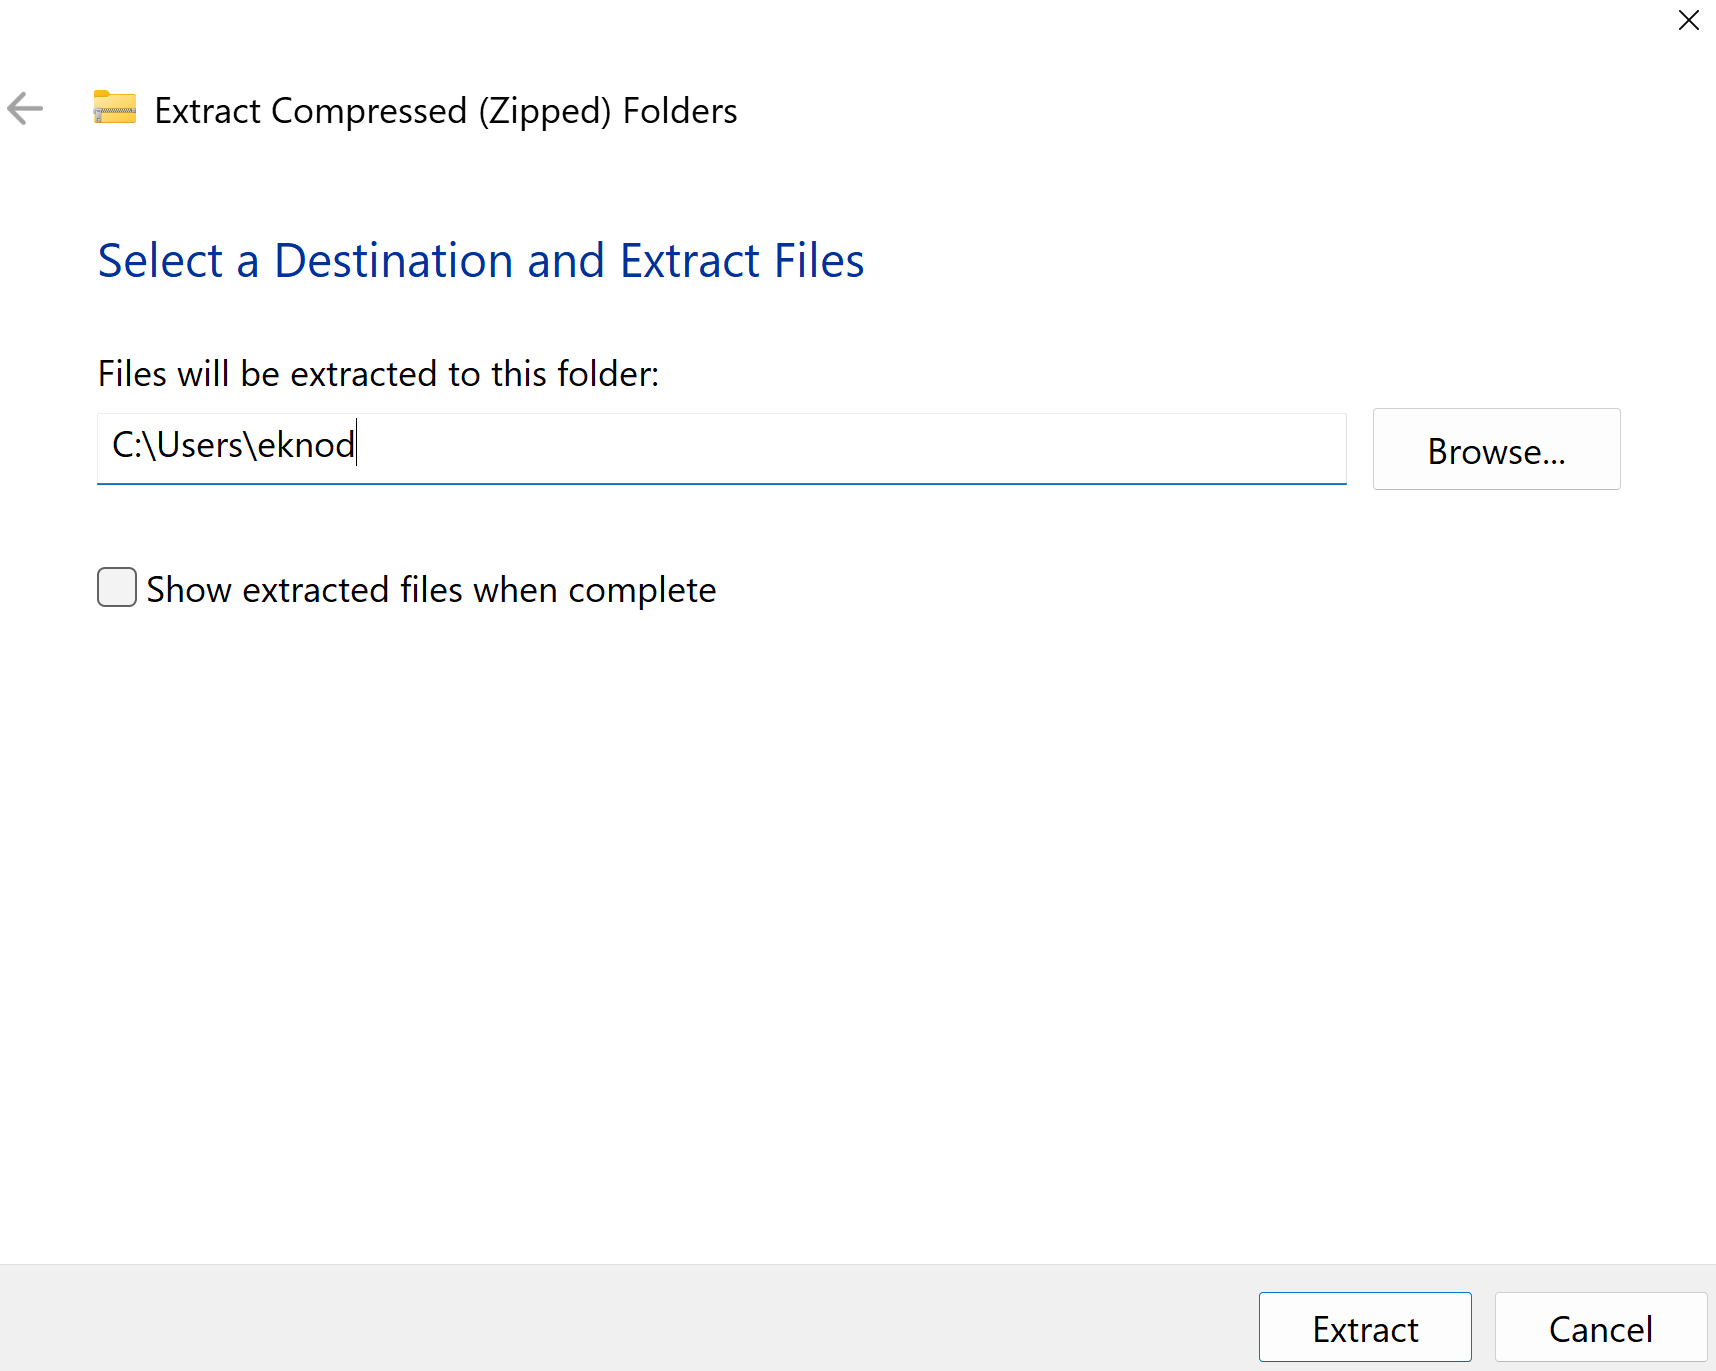 Extract Compressed (Zipped) Folders
Select a Destination and Extract Files
Files will be extracted to this folder:
C:\Users\eknod
Browse...
Show extracted files when complete
Extract
Cancel